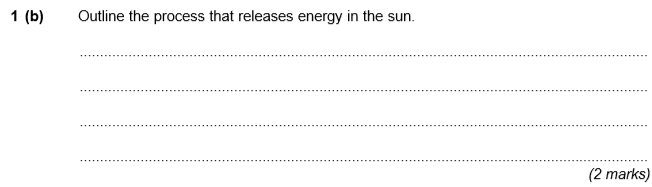 1 (b) Outline the process that releases energy in the sun.
(2 marks)